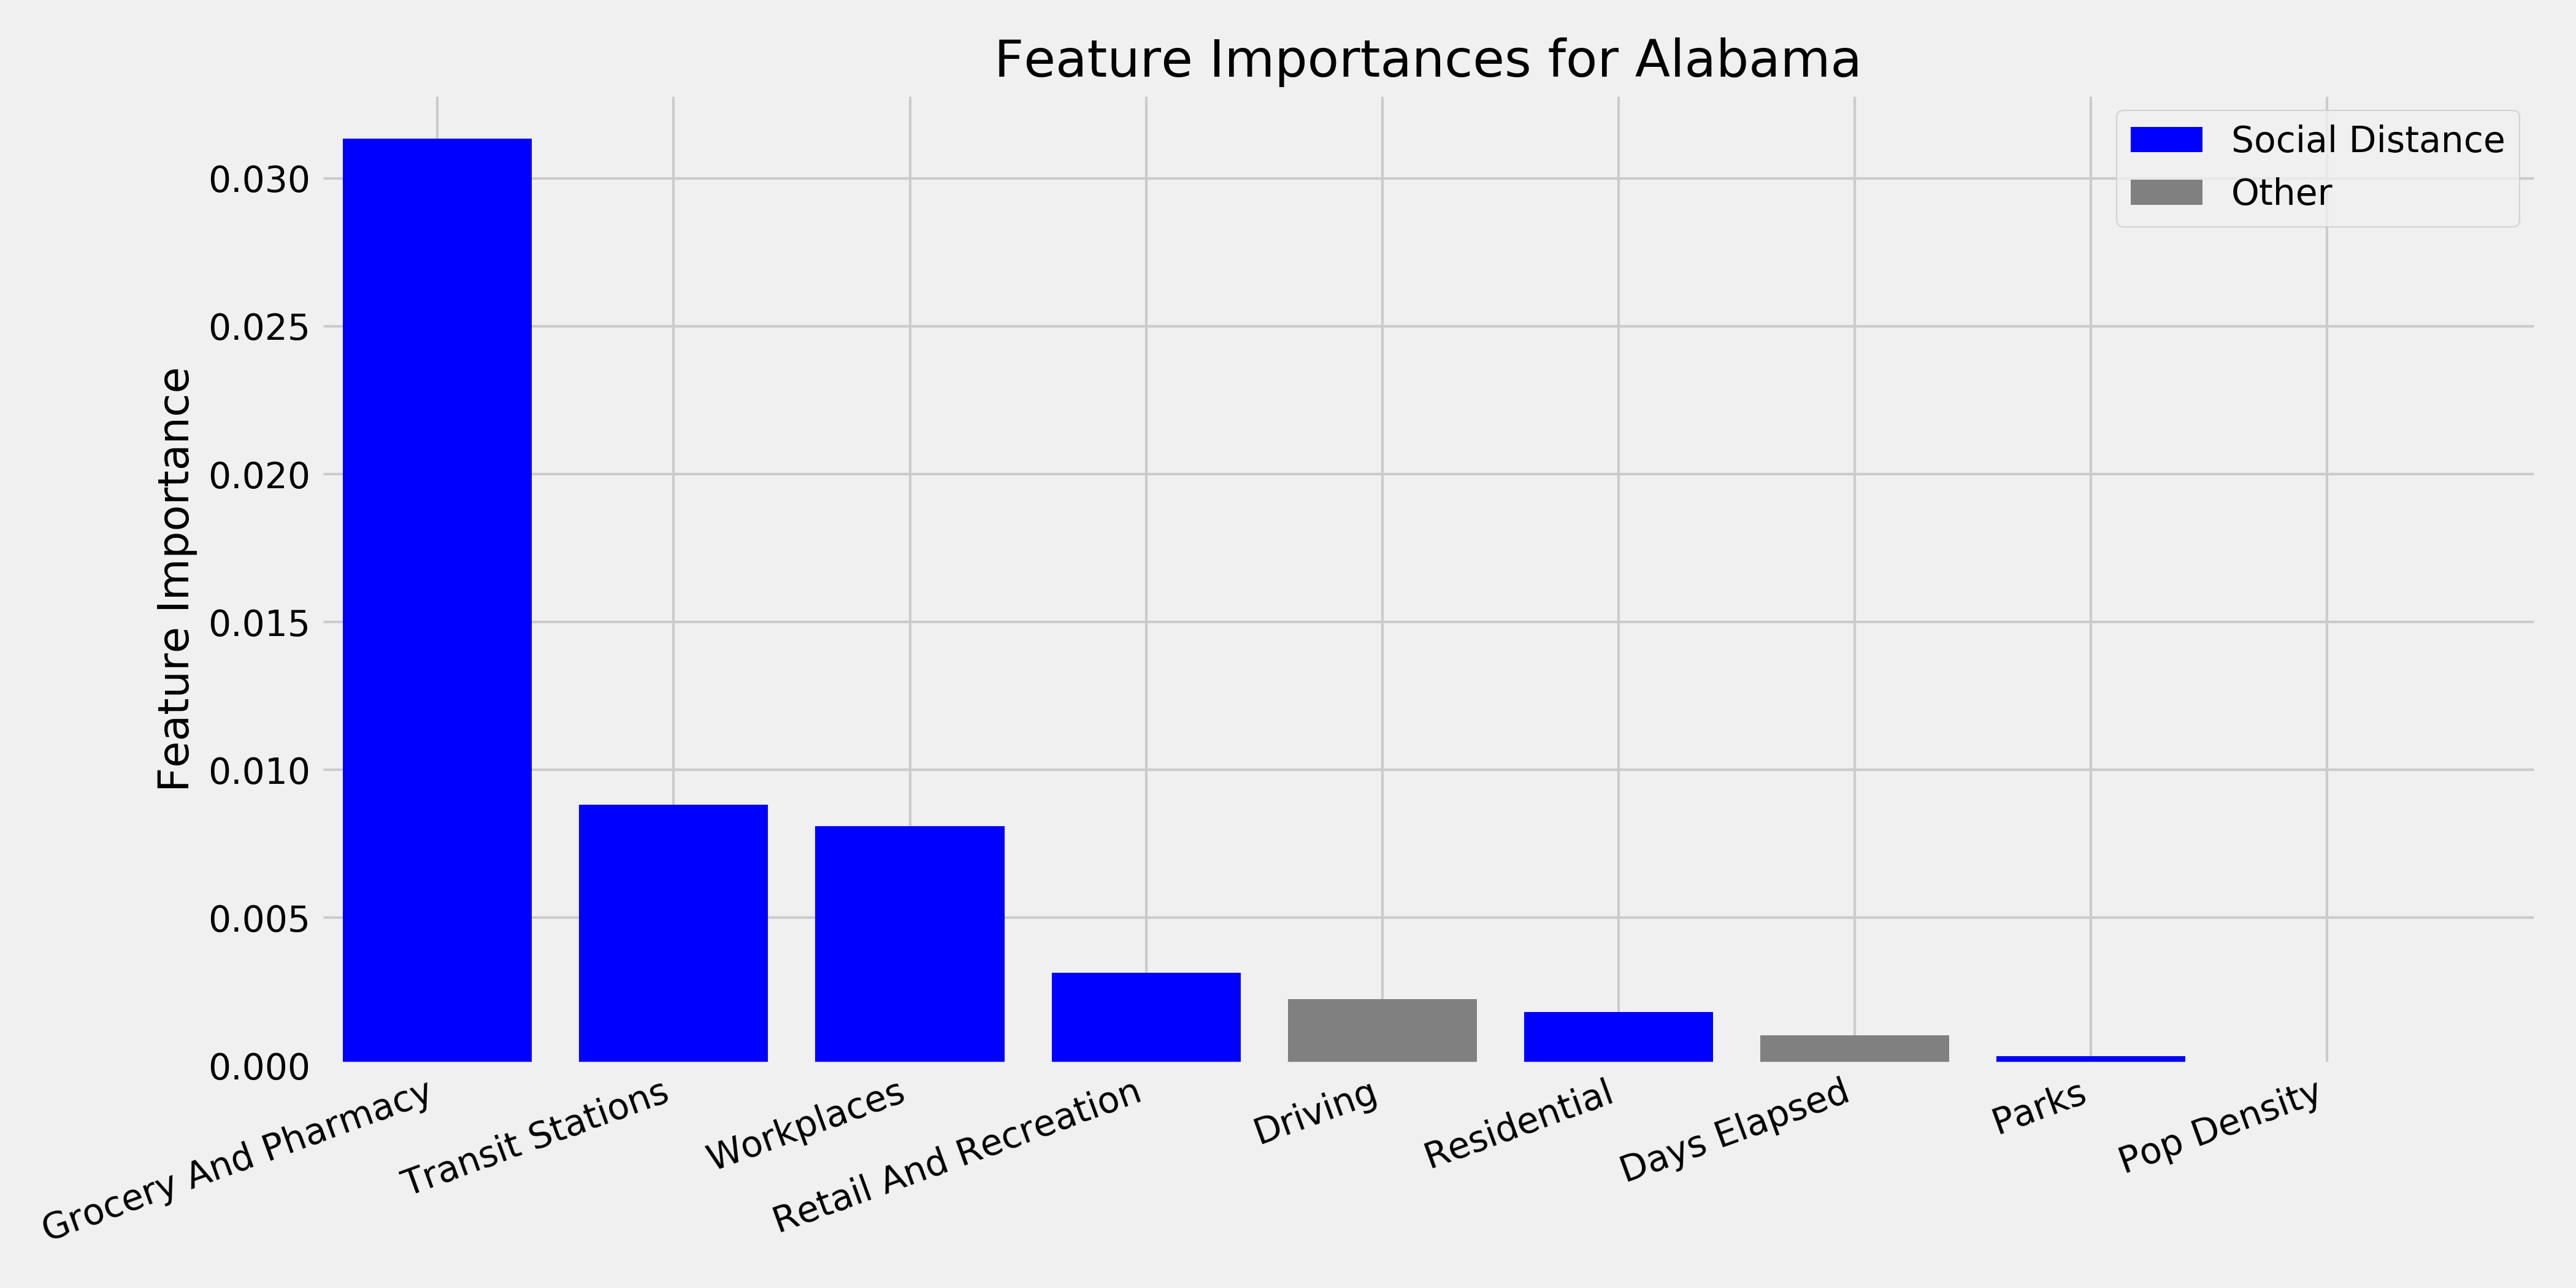 Feature Importances for Alabama
Social Distance
Other
Feature Importance
0.030
0.025
0.020
0.015
0.010
0.005
0.000
Grocery And Pharmacy
Transit Stations
Workplaces
Retail And Recreation
Driving
Residential
Days Elapsed
Parks
Pop Density